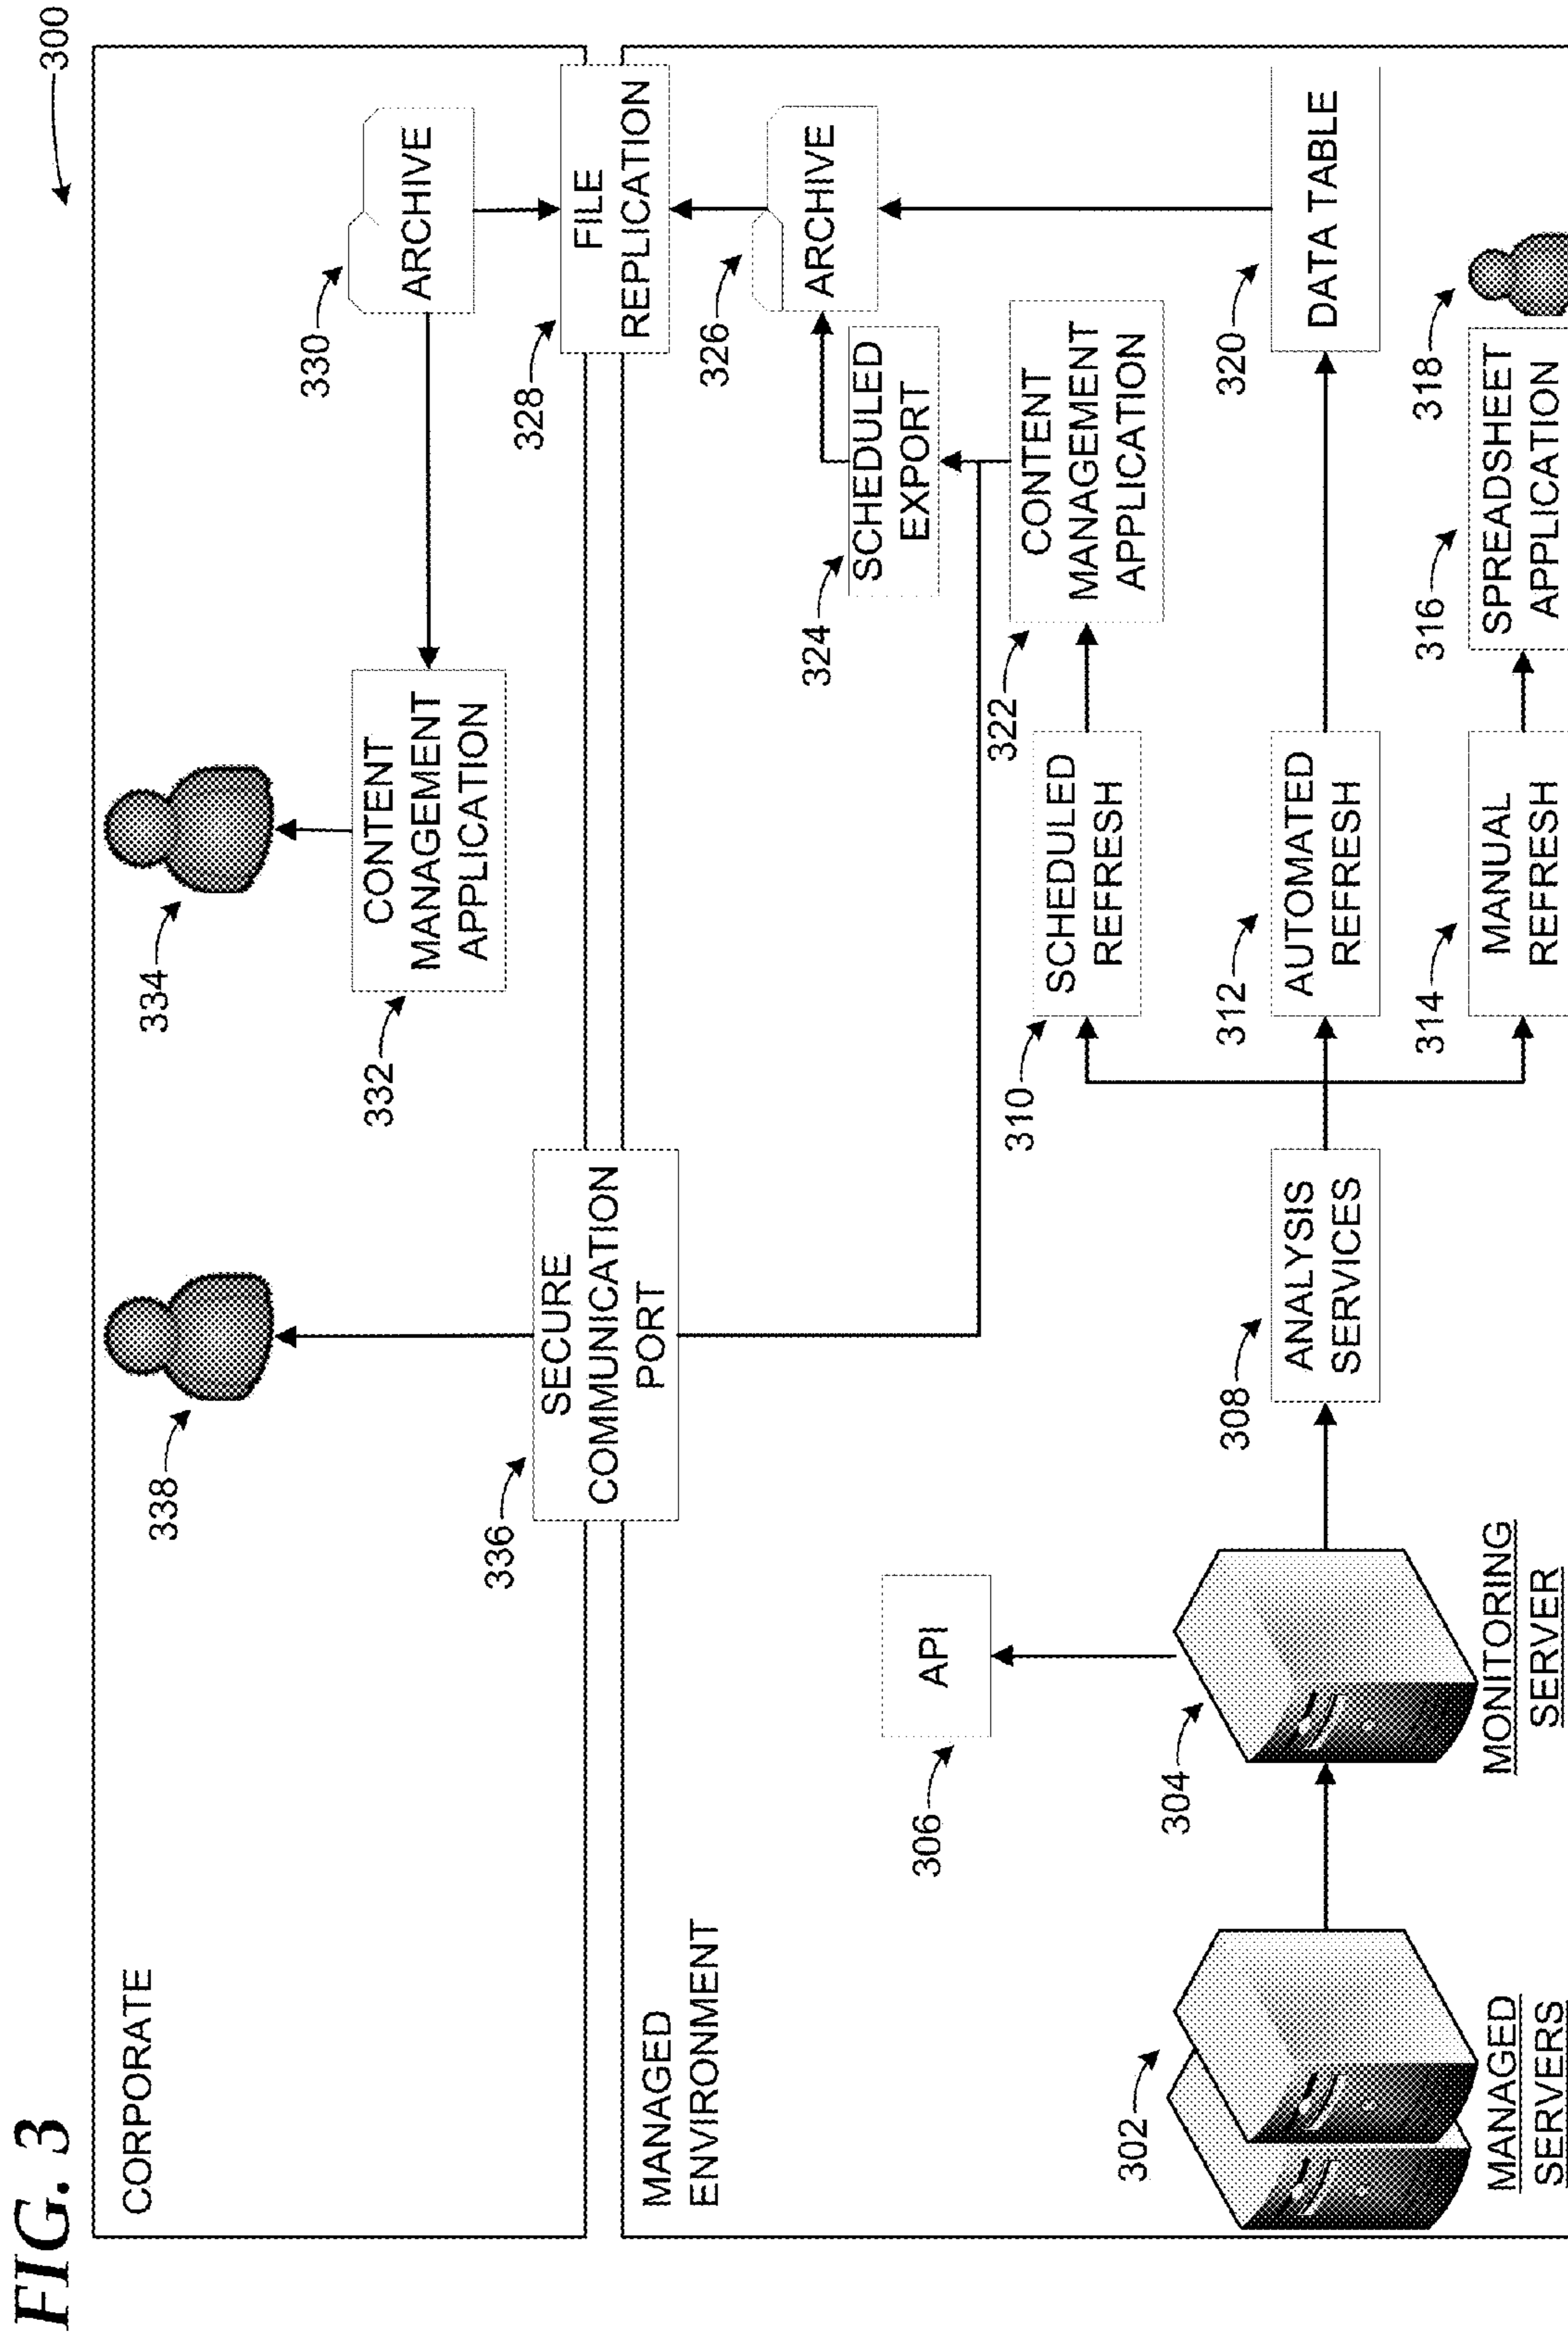 FIG. 3
300
CORPORATE
338
334
330
ARCHIVE
332
CONTENT
MANAGEMENT
APPLICATION
336
SECURE
COMMUNICATION
PORT
328
FILE
REPLICATION
MANAGED
ENVIRONMENT
326
ARCHIVE
324
SCHEDULED
EXPORT
306
API
322
CONTENT
MANAGEMENT
APPLICATION
310
SCHEDULED
REFRESH
302
304
308
ANALYSIS
SERVICES
312
AUTOMATED
REFRESH
320
DATA TABLE
314
MANUAL
REFRESH
316
SPREADSHEET
APPLICATION
318
MANAGED
SERVERS
MONITORING
SERVER